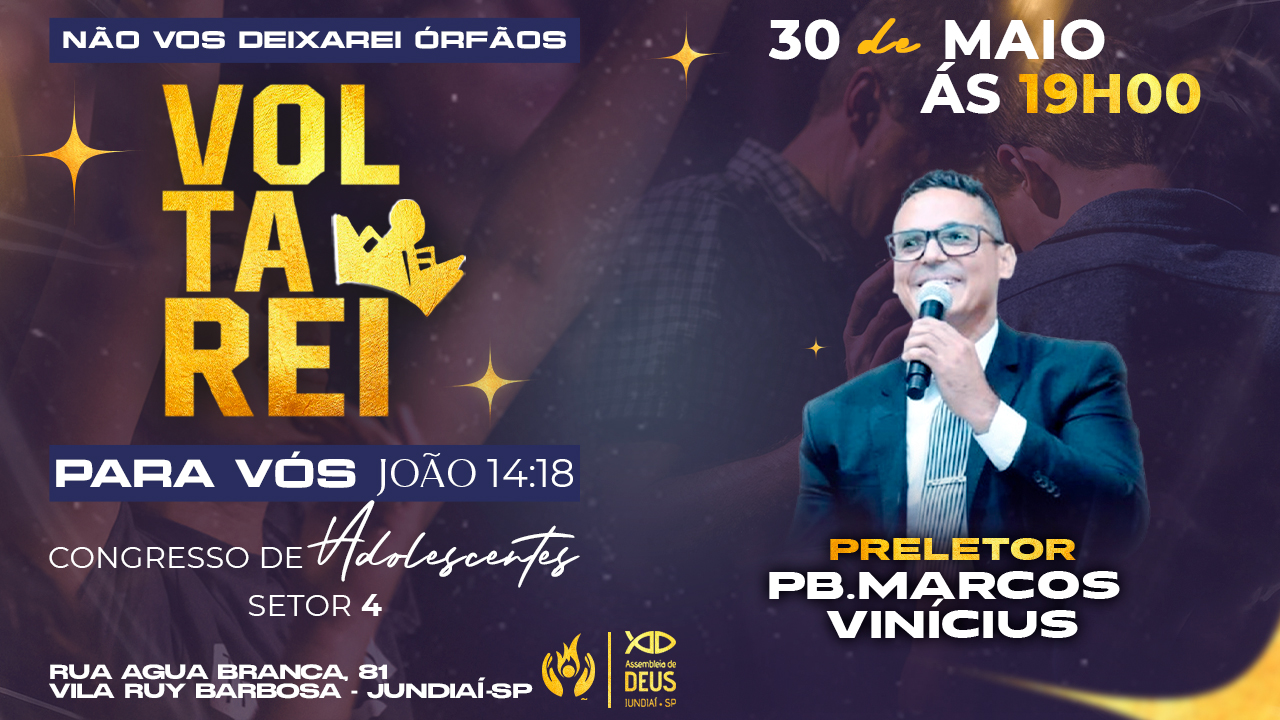 NÃO VOS DEIXAREI ÓRFÃOS
VOL
TA
REI
PARA VÓS JOÃO 14:18
CONGRESSO DE Adolescentes
SETOR 4
RUA AGUA BRANCA, 81
VILA RUY BARBOSA - JUNDIAÍ-SP
AD
Assembleia de
DEUS
JUNDIAÍ • SP
30 de MAIO
ÁS 19H00
PRELETOR
PB.MARCOS
VINÍCIUS